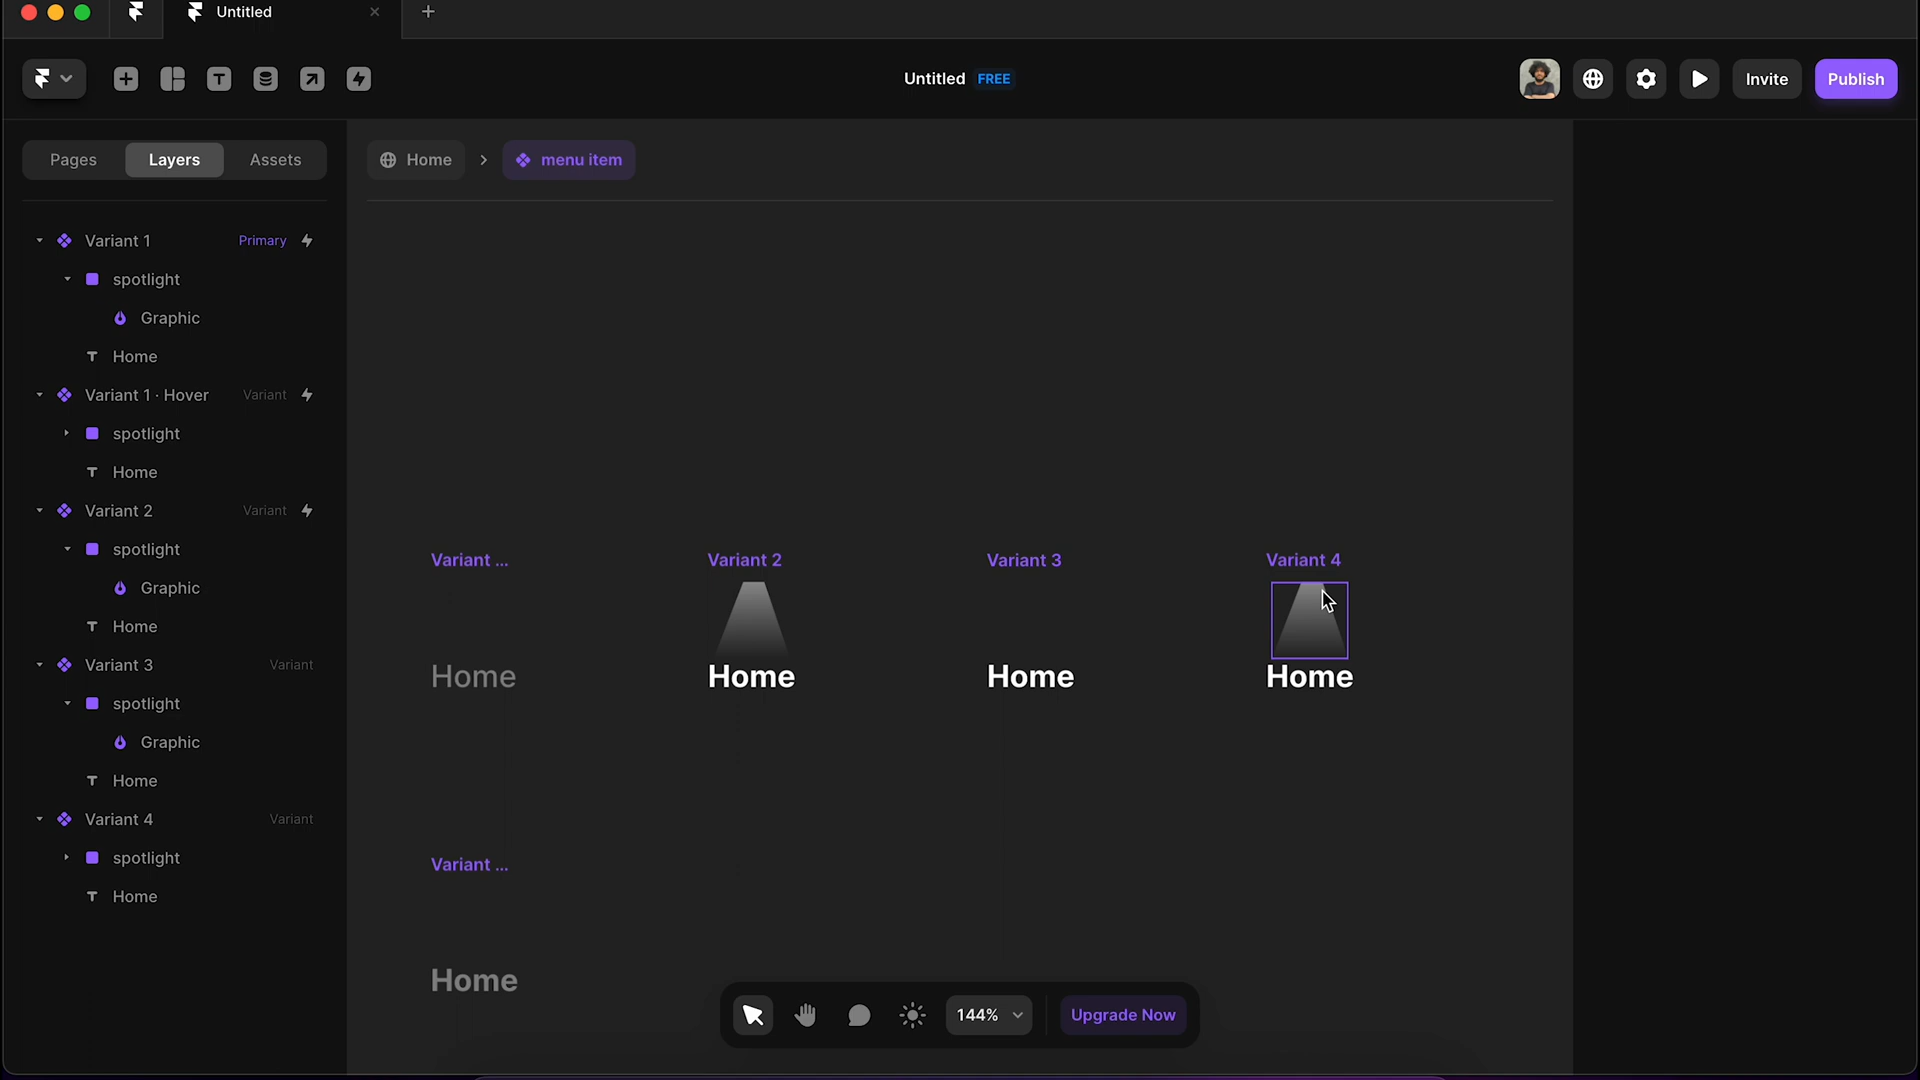 Untitled
Untitled FREE
Invite
Publish
Pages
Layers
Assets
Home
menu item
Variant 1 Primary
spotlight
Graphic
Home
Variant 1 · Hover Variant
spotlight
Home
Variant 2 Variant
spotlight
Graphic
Home
Variant 3 Variant
spotlight
Graphic
Home
Variant 4 Variant
spotlight
Home
Variant ...
Variant 2
Variant 3
Variant 4
Home
Home
Home
Home
Variant ...
Home
144%
Upgrade Now